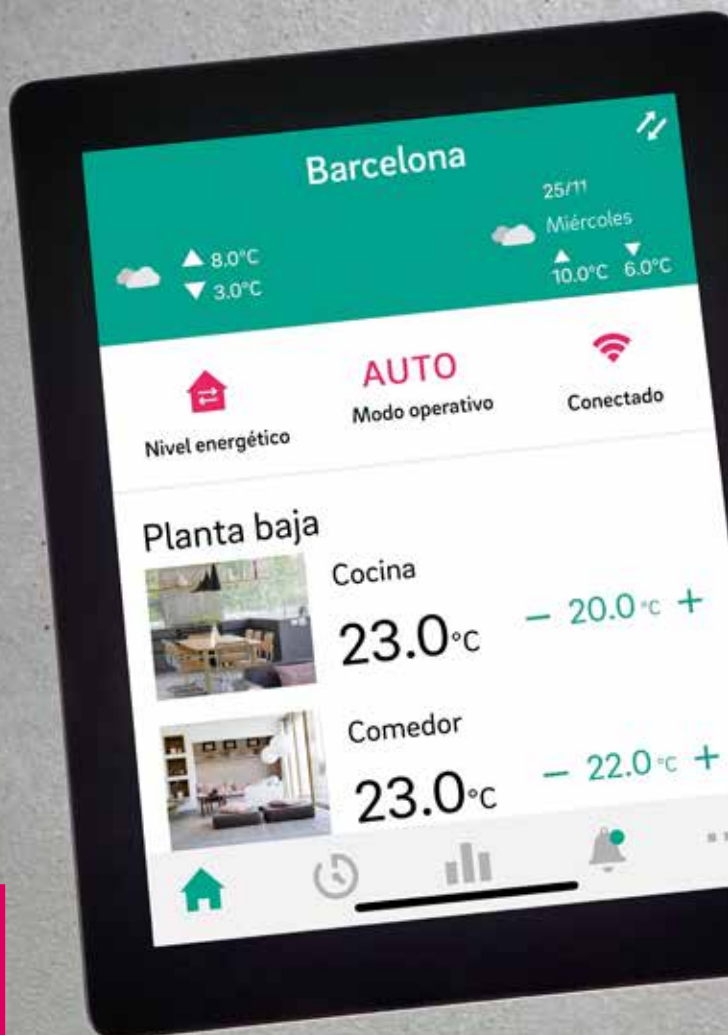 Barcelona
8.0°C
3.0°C
25/11
Miércoles
10.0°C 6.0°C
Nivel energético
AUTO
Modo operativo
Conectado
Planta baja
Cocina
23.0°C
− 20.0°C +
Comedor
23.0°C
− 22.0°C +